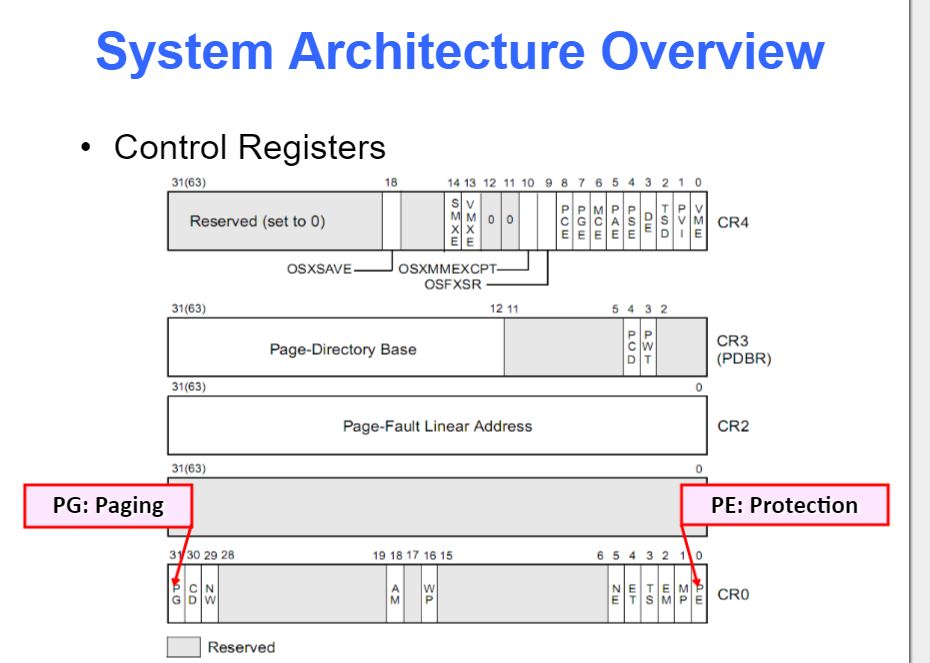 System Architecture Overview
• Control Registers
31(63) 18 14 13 12 11 10 9 8 7 6 5 4 3 2 1 0
Reserved (set to 0) SMXE VMXE 0 0 PCE PGE MCE PAE PSE DE TSD PVI VME CR4
OSXSAVE OSXMMEXCPT
OSFXSR
31(63) 12 11 5 4 3 2
Page-Directory Base PCD PWT CR3
(PDBR)
31(63) 0
Page-Fault Linear Address CR2
31(63) 0
PG: Paging PE: Protection
31 30 29 28 19 18 17 16 15 6 5 4 3 2 1 0
PG CD NW AM WP NE ET TS EM MP PE CR0
Reserved